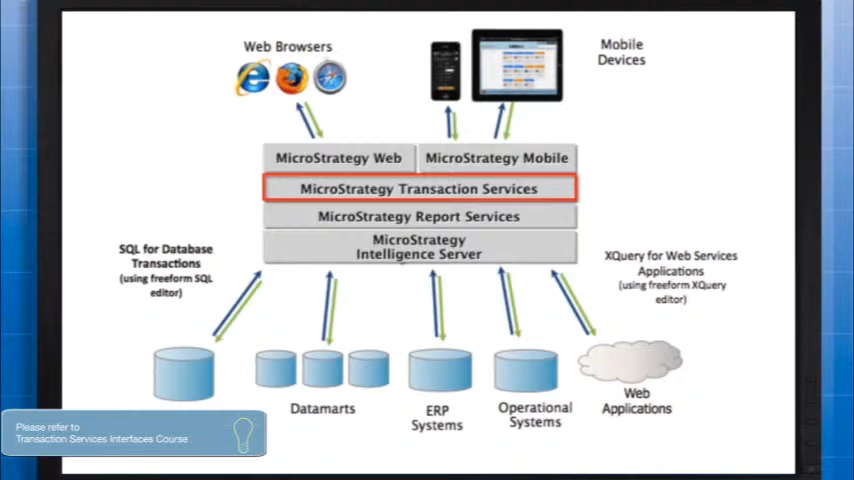 Web Browsers
Mobile
Devices
MicroStrategy Web
MicroStrategy Mobile
MicroStrategy Transaction Services
MicroStrategy Report Services
MicroStrategy
Intelligence Server
SQL for Database
Transactions
(using freeform SQL
editor)
XQuery for Web Services
Applications
(using freeform XQuery
editor)
Datamarts
ERP
Systems
Operational
Systems
Web
Applications
Please refer to
Transaction Services Interfaces Course